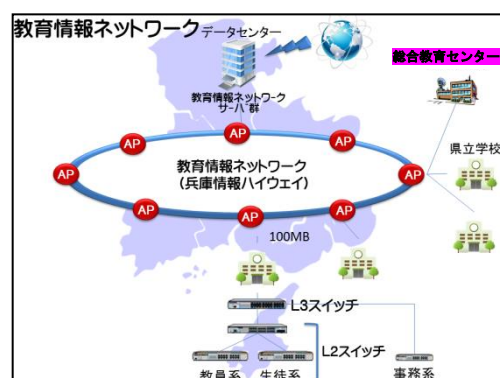 教育情報ネットワーク
データセンター
総合教育センター
教育情報ネットワーク
サーバ群
AP
AP
AP
AP
AP
教育情報ネットワーク
(兵庫情報ハイウェイ)
県立学校
AP
AP
AP
100MB
L3スイッチ
L2スイッチ
教員系
生徒系
事務系